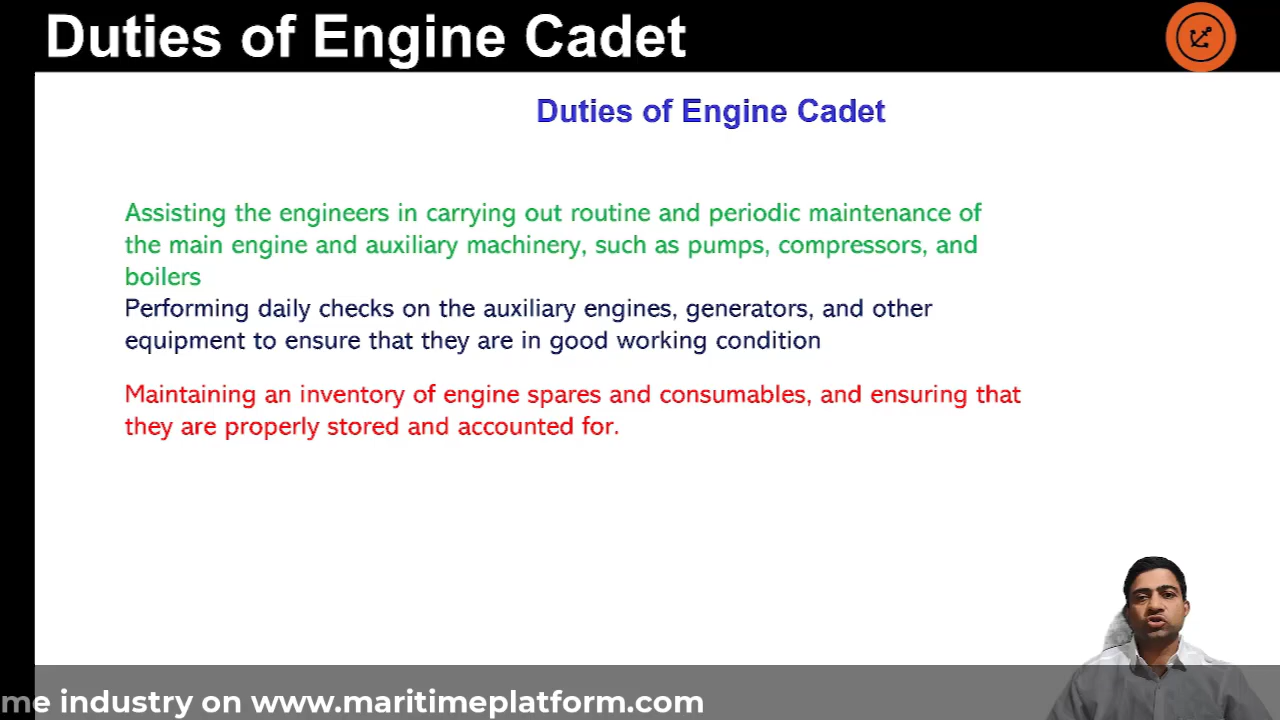 Duties of Engine Cadet
Duties of Engine Cadet
Assisting the engineers in carrying out routine and periodic maintenance of
the main engine and auxiliary machinery, such as pumps, compressors, and
boilers
Performing daily checks on the auxiliary engines, generators, and other
equipment to ensure that they are in good working condition
Maintaining an inventory of engine spares and consumables, and ensuring that
they are properly stored and accounted for.
me industry on www.maritimeplatform.com